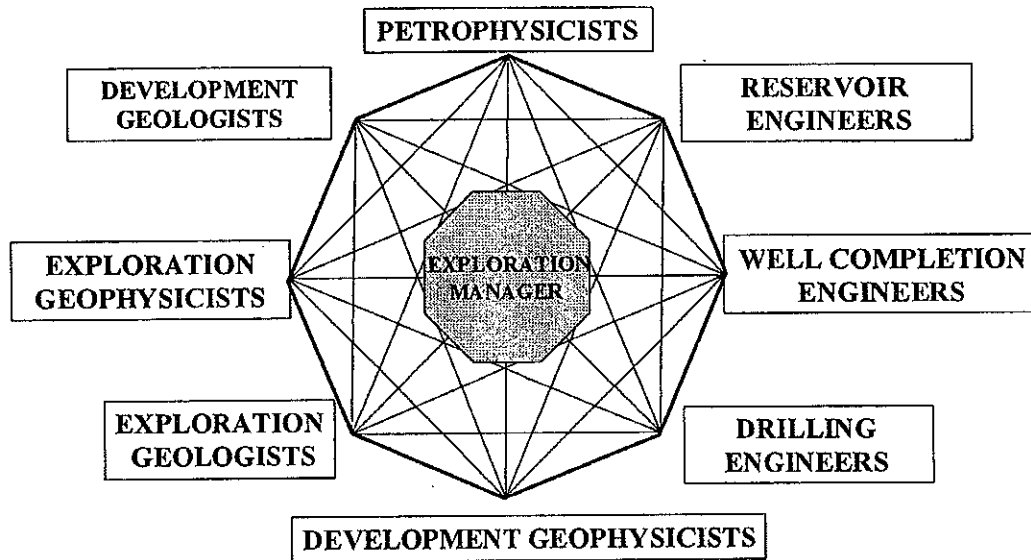 PETROPHYSICISTS
DEVELOPMENT
GEOLOGISTS
RESERVOIR
ENGINEERS
EXPLORATION
GEOPHYSICISTS
EXPLORATION
MANAGER
WELL COMPLETION
ENGINEERS
EXPLORATION
GEOLOGISTS
DRILLING
ENGINEERS
DEVELOPMENT GEOPHYSICISTS